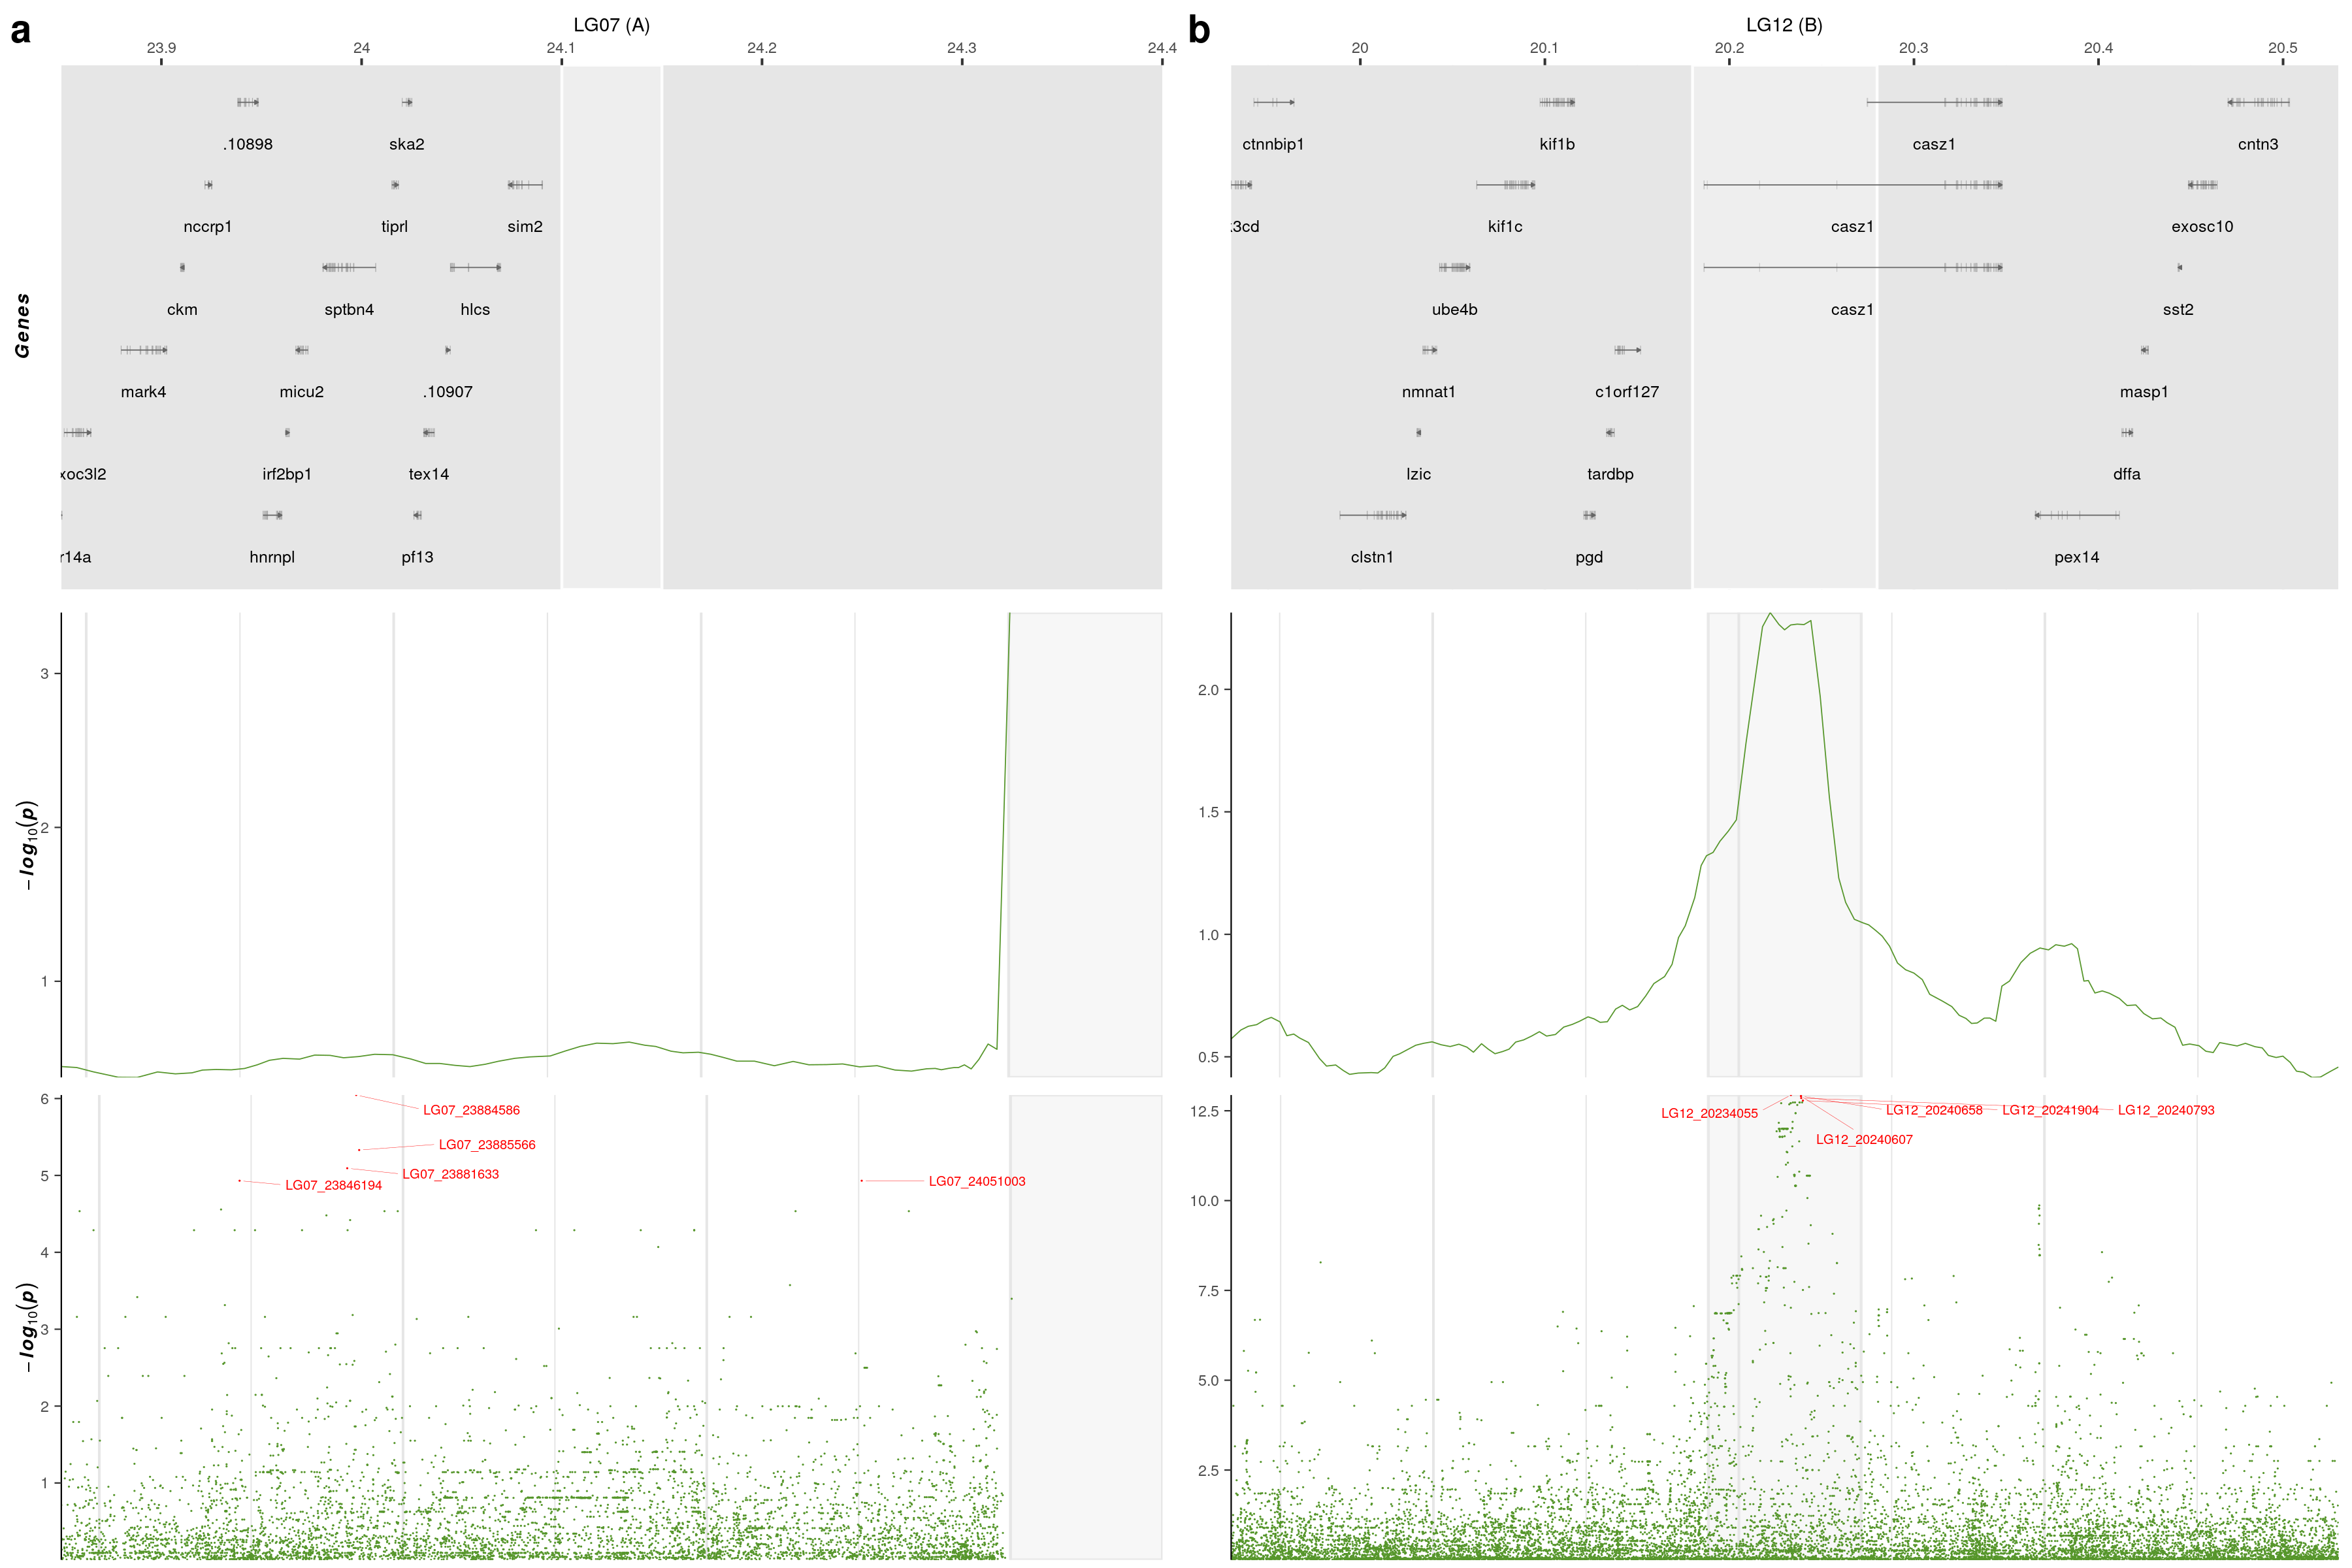 a
LG07 (A)
23.9 24 24.1 24.2 24.3 24.4
Genes
.10898 ska2
nccrp1 tiprl sim2
ckm sptbn4 hlcs
mark4 micu2 .10907
xoc3l2 irf2bp1 tex14
r14a hnrnpl pf13
−log10(p)
3
2
1
−log10(p)
6
5
4
3
2
1
LG07_23884586
LG07_23885566
LG07_23881633
LG07_23846194
LG07_24051003
b
LG12 (B)
20 20.1 20.2 20.3 20.4 20.5
ctnnbip1 kif1b casz1 cntn3
3cd kif1c casz1 exosc10
ube4b casz1 sst2
nmnat1 c1orf127 masp1
lzic tardbp dffa
clstn1 pgd pex14
2.0
1.5
1.0
0.5
12.5
10.0
7.5
5.0
2.5
LG12_20234055 LG12_20240658 LG12_20241904 LG12_20240793
LG12_20240607